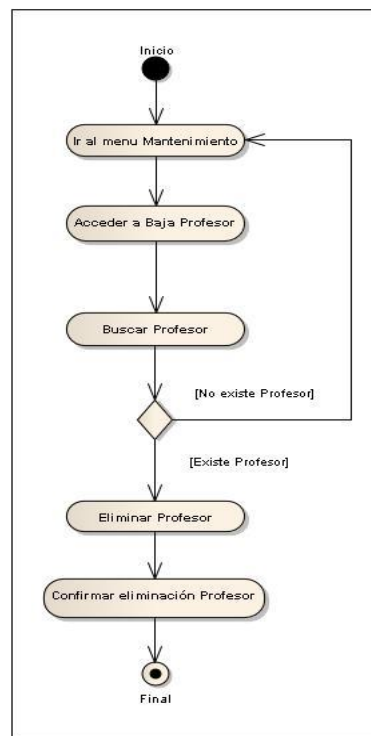 Inicio
Ir al menu Mantenimiento
Acceder a Baja Profesor
Buscar Profesor
[No existe Profesor]
[Existe Profesor]
Eliminar Profesor
Confirmar eliminación Profesor
Final